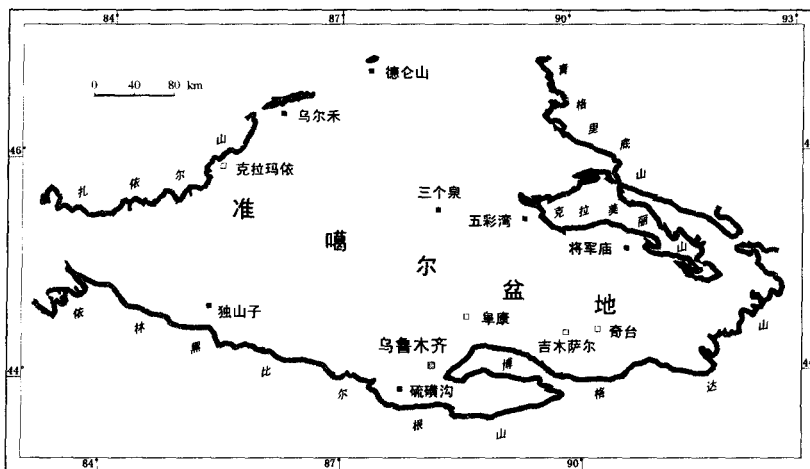 84 87 90 93
0 40 80 km
德仑山
乌尔禾
青格里底山
46
扎依尔山
克拉玛依
三个泉
五彩湾
克拉美丽山
将军庙
准噶尔盆地
独山子
阜康
吉木萨尔
奇台
乌鲁木齐
硫磺沟
依林黑比尔根山
博格达山
44
84 87 90